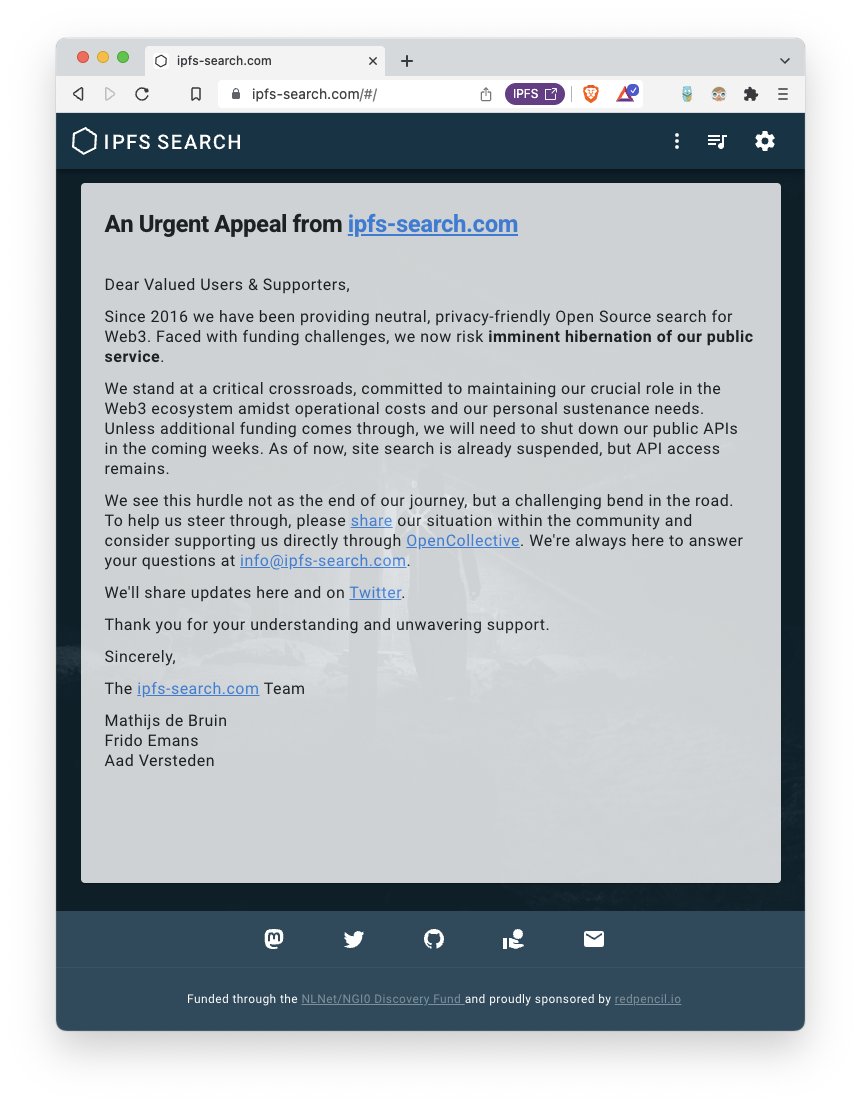 ipfs-search.com
ipfs-search.com/#/
IPFS
IPFS SEARCH
An Urgent Appeal from ipfs-search.com
Dear Valued Users & Supporters,
Since 2016 we have been providing neutral, privacy-friendly Open Source search for
Web3. Faced with funding challenges, we now risk imminent hibernation of our public
service.
We stand at a critical crossroads, committed to maintaining our crucial role in the
Web3 ecosystem amidst operational costs and our personal sustenance needs.
Unless additional funding comes through, we will need to shut down our public APIs
in the coming weeks. As of now, site search is already suspended, but API access
remains.
We see this hurdle not as the end of our journey, but a challenging bend in the road.
To help us steer through, please share our situation within the community and
consider supporting us directly through OpenCollective. We're always here to answer
your questions at info@ipfs-search.com.
We'll share updates here and on Twitter.
Thank you for your understanding and unwavering support.
Sincerely,
The ipfs-search.com Team
Mathijs de Bruin
Frido Emans
Aad Versteden
Funded through the NLNet/NGI0 Discovery Fund and proudly sponsored by redpencil.io